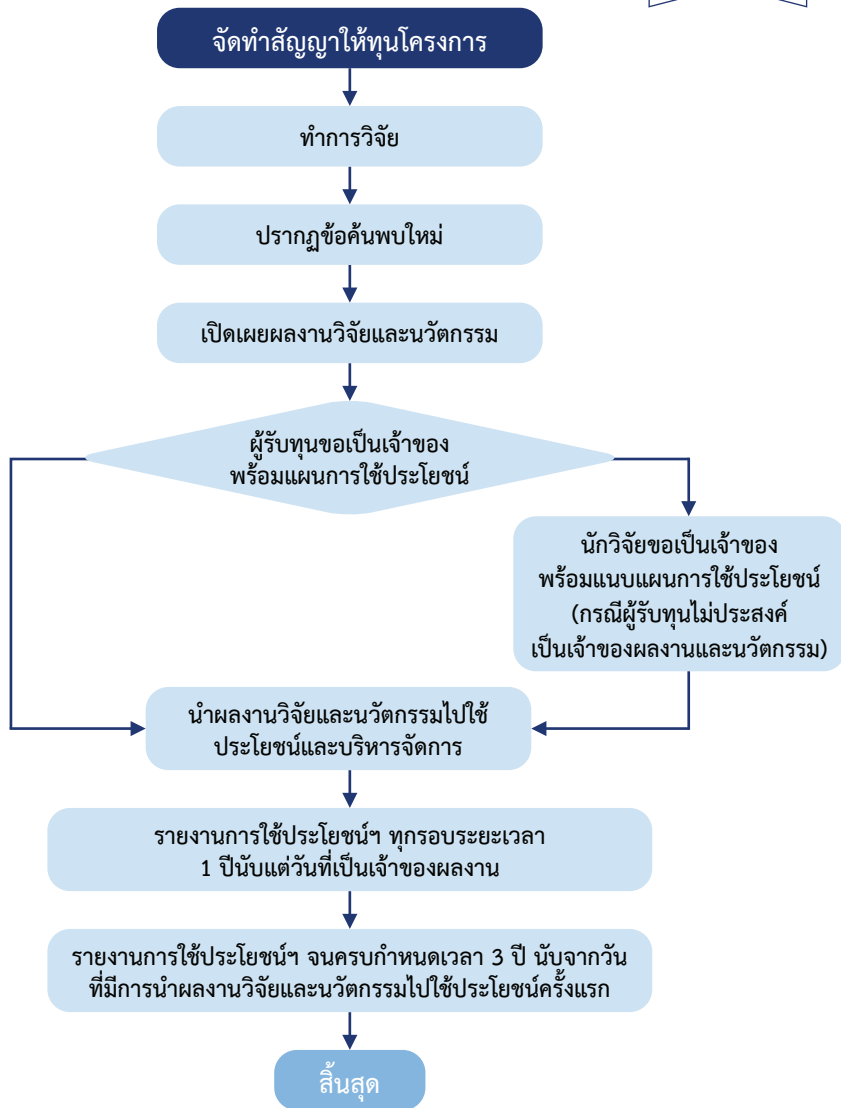 จัดทำสัญญาให้ทุนโครงการ
ทำการวิจัย
ปรากฏข้อค้นพบใหม่
เปิดเผยผลงานวิจัยและนวัตกรรม
ผู้รับทุนขอเป็นเจ้าของ
พร้อมแผนการใช้ประโยชน์
นักวิจัยขอเป็นเจ้าของ
พร้อมแนบแผนการใช้ประโยชน์
(กรณีผู้รับทุนไม่ประสงค์
เป็นเจ้าของผลงานและนวัตกรรม)
นำผลงานวิจัยและนวัตกรรมไปใช้
ประโยชน์และบริหารจัดการ
รายงานการใช้ประโยชน์ฯ ทุกรอบระยะเวลา
1 ปีนับแต่วันที่เป็นเจ้าของผลงาน
รายงานการใช้ประโยชน์ฯ จนครบกำหนดเวลา 3 ปี นับจากวัน
ที่มีการนำผลงานวิจัยและนวัตกรรมไปใช้ประโยชน์ครั้งแรก
สิ้นสุด